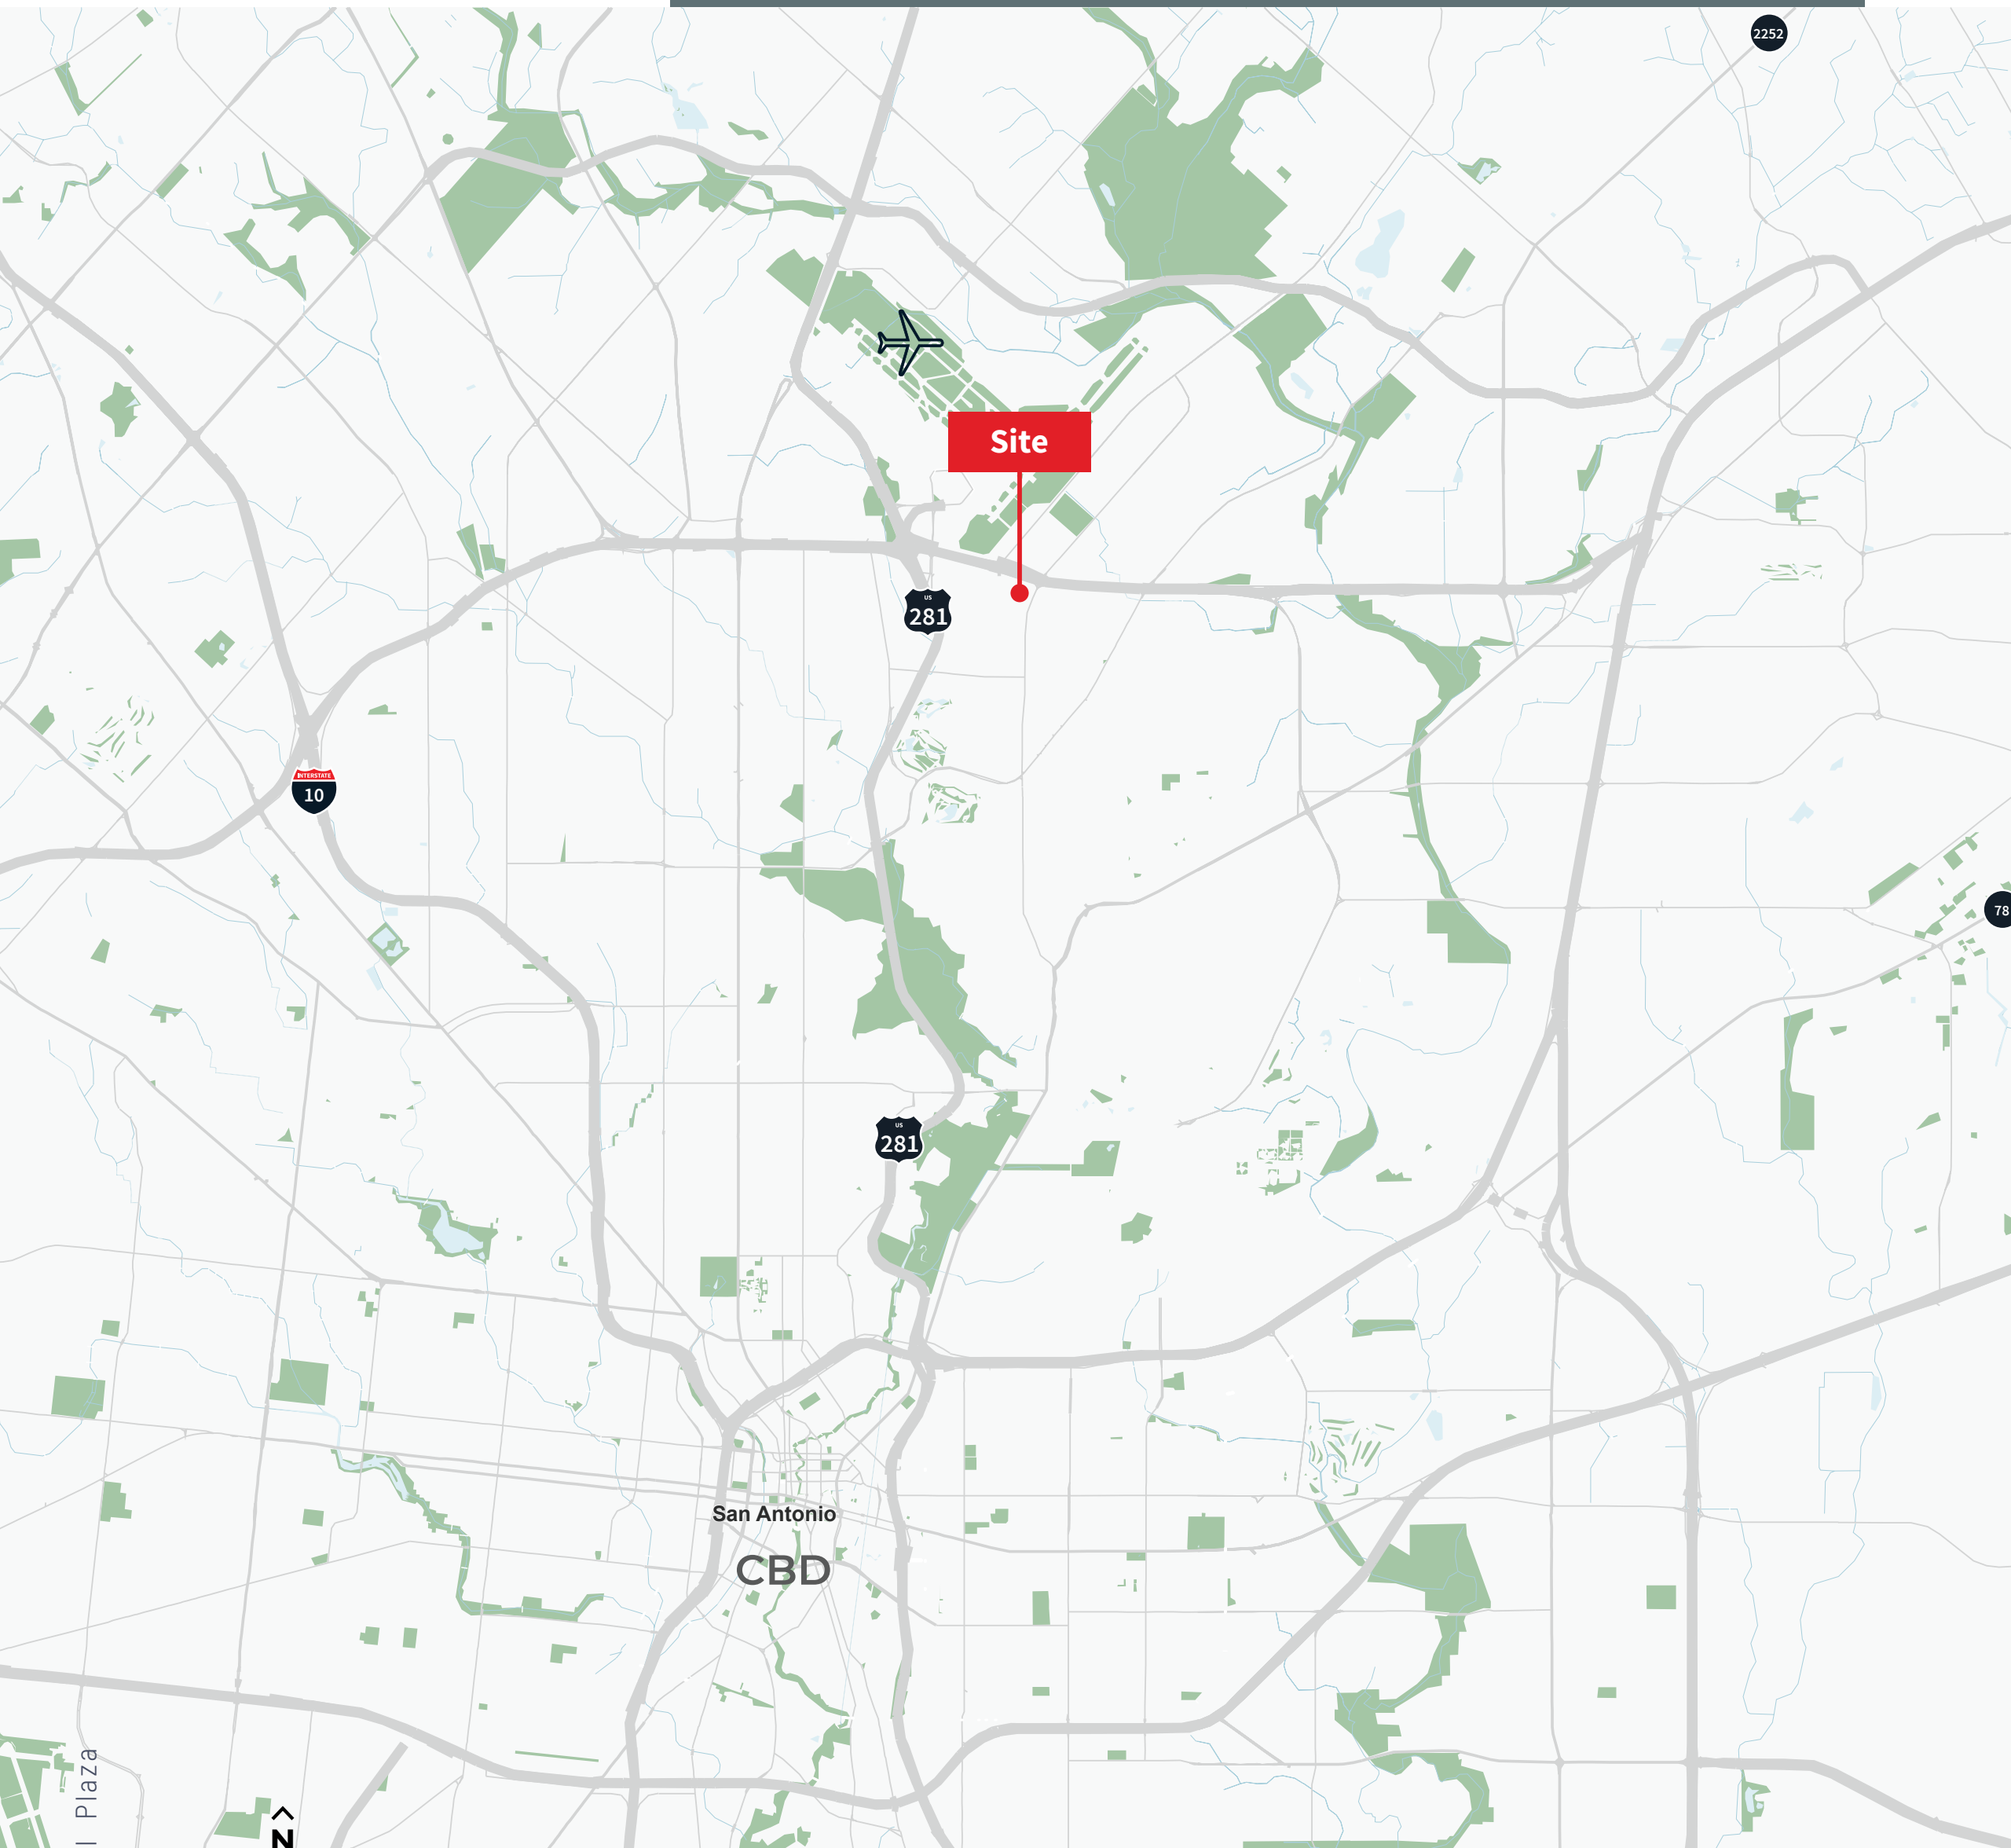 2252
Site
US
281
INTERSTATE
10
78
US
281
San Antonio
CBD
Plaza
N